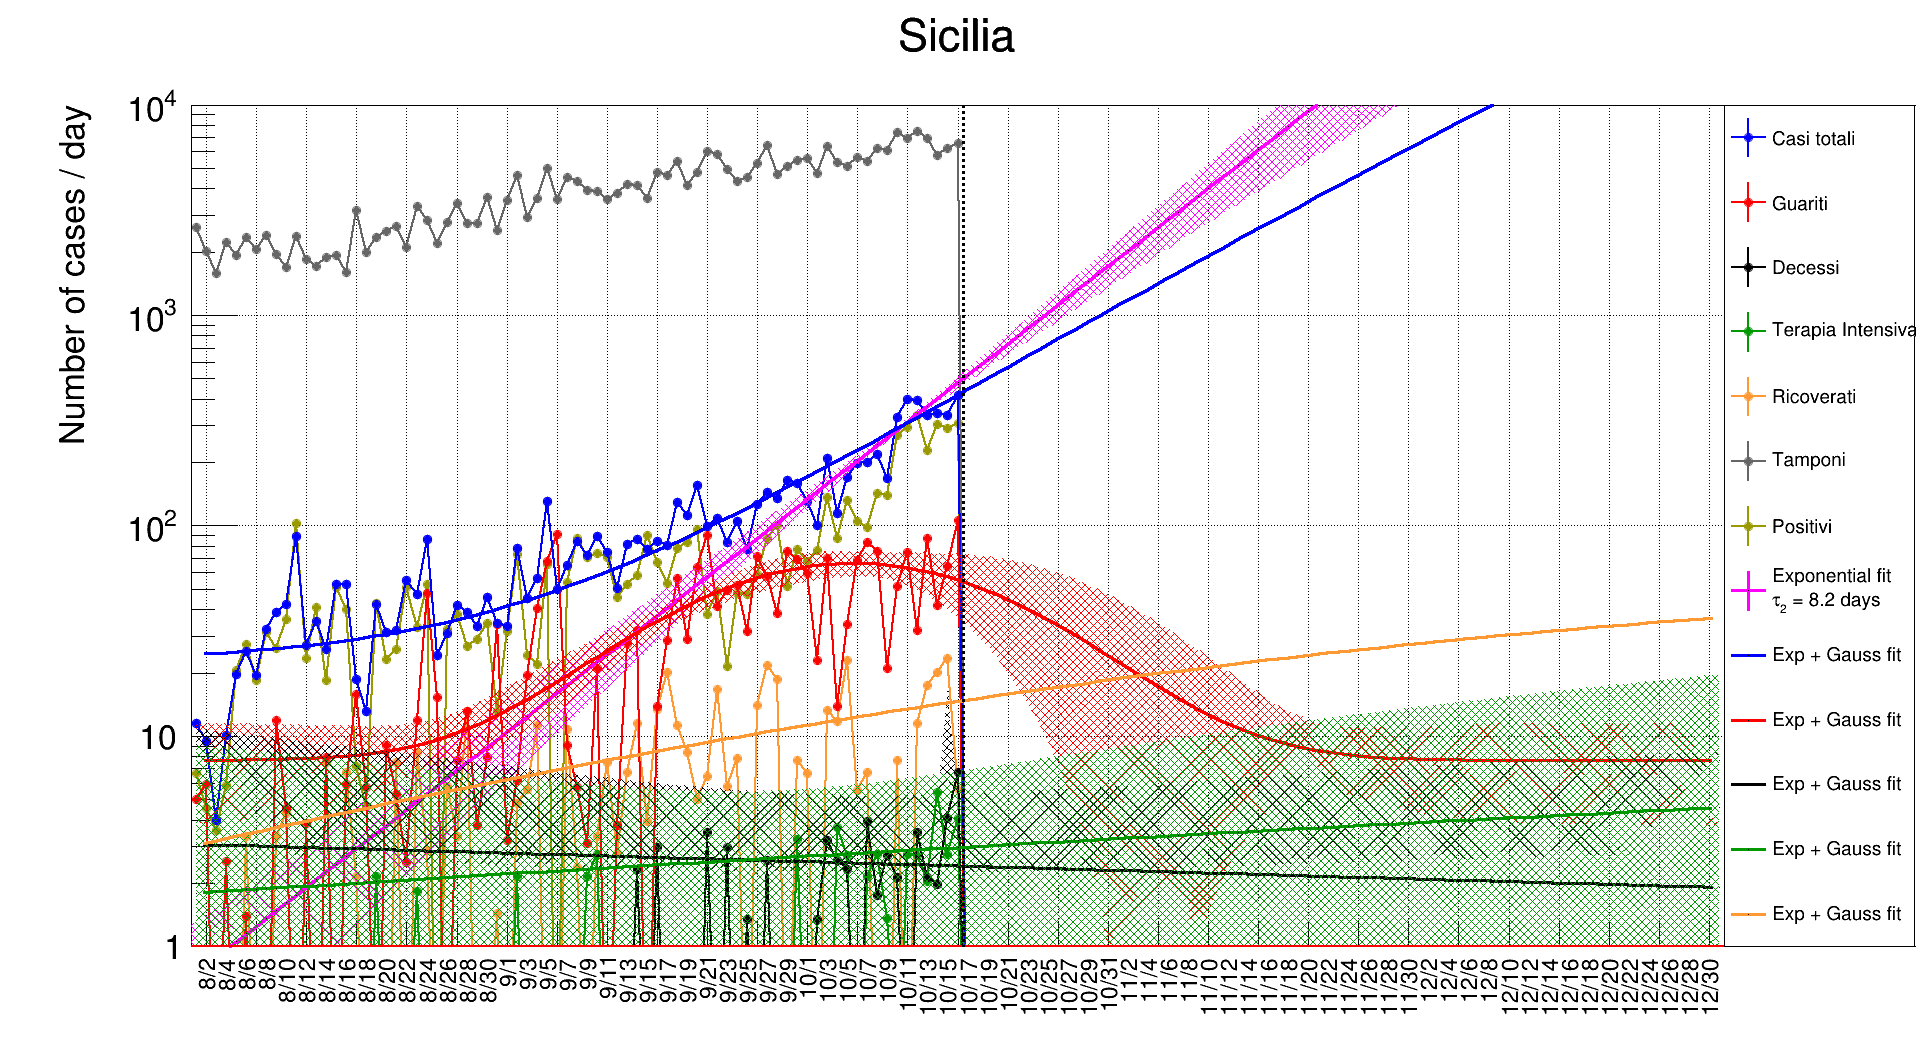 Sicilia
Number of cases / day
10^4
10^3
10^2
10
1
8/2 8/4 8/6 8/8 8/10 8/12 8/14 8/16 8/18 8/20 8/22 8/24 8/26 8/28 8/30 9/1 9/3 9/5 9/7 9/9 9/11 9/13 9/15 9/17 9/19 9/21 9/23 9/25 9/27 9/29 10/1 10/3 10/5 10/7 10/9 10/11 10/13 10/15 10/17 10/19 10/21 10/23 10/25 10/27 10/29 10/31 11/2 11/4 11/6 11/8 11/10 11/12 11/14 11/16 11/18 11/20 11/22 11/24 11/26 11/28 11/30 12/2 12/4 12/6 12/8 12/10 12/12 12/14 12/16 12/18 12/20 12/22 12/24 12/26 12/28 12/30
Casi totali
Guariti
Decessi
Terapia Intensiva
Ricoverati
Tamponi
Positivi
Exponential fit
τ2 = 8.2 days
Exp + Gauss fit
Exp + Gauss fit
Exp + Gauss fit
Exp + Gauss fit
Exp + Gauss fit